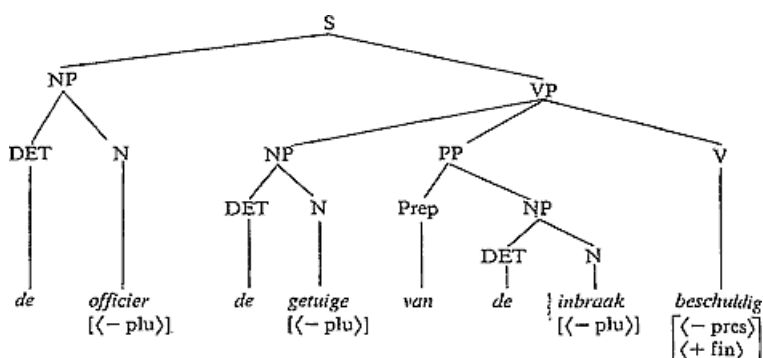 S
NP VP
DET N NP PP V
DET N Prep NP
DET N
de officier de getuige van de inbraak beschuldig
[⟨− plu⟩] [⟨− plu⟩] [⟨− plu⟩] ⟨− pres⟩
⟨+ fin⟩